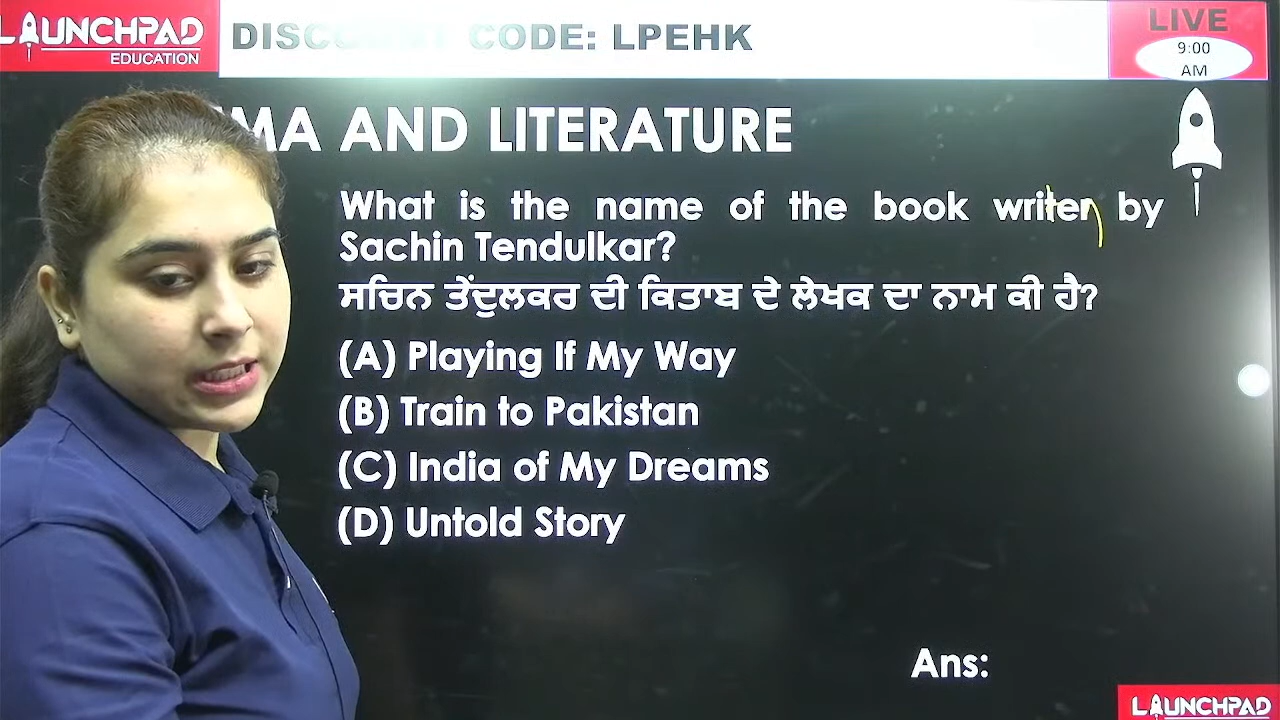 LAUNCHPAD
EDUCATION
DISCOUNT CODE: LPEHK
LIVE
9:00
AM
MA AND LITERATURE
What is the name of the book writer by
Sachin Tendulkar?
ਸਚਿਨ ਤੇਂਦੁਲਕਰ ਦੀ ਕਿਤਾਬ ਦੇ ਲੇਖਕ ਦਾ ਨਾਮ ਕੀ ਹੈ?
(A) Playing If My Way
(B) Train to Pakistan
(C) India of My Dreams
(D) Untold Story
Ans:
LAUNCHPAD